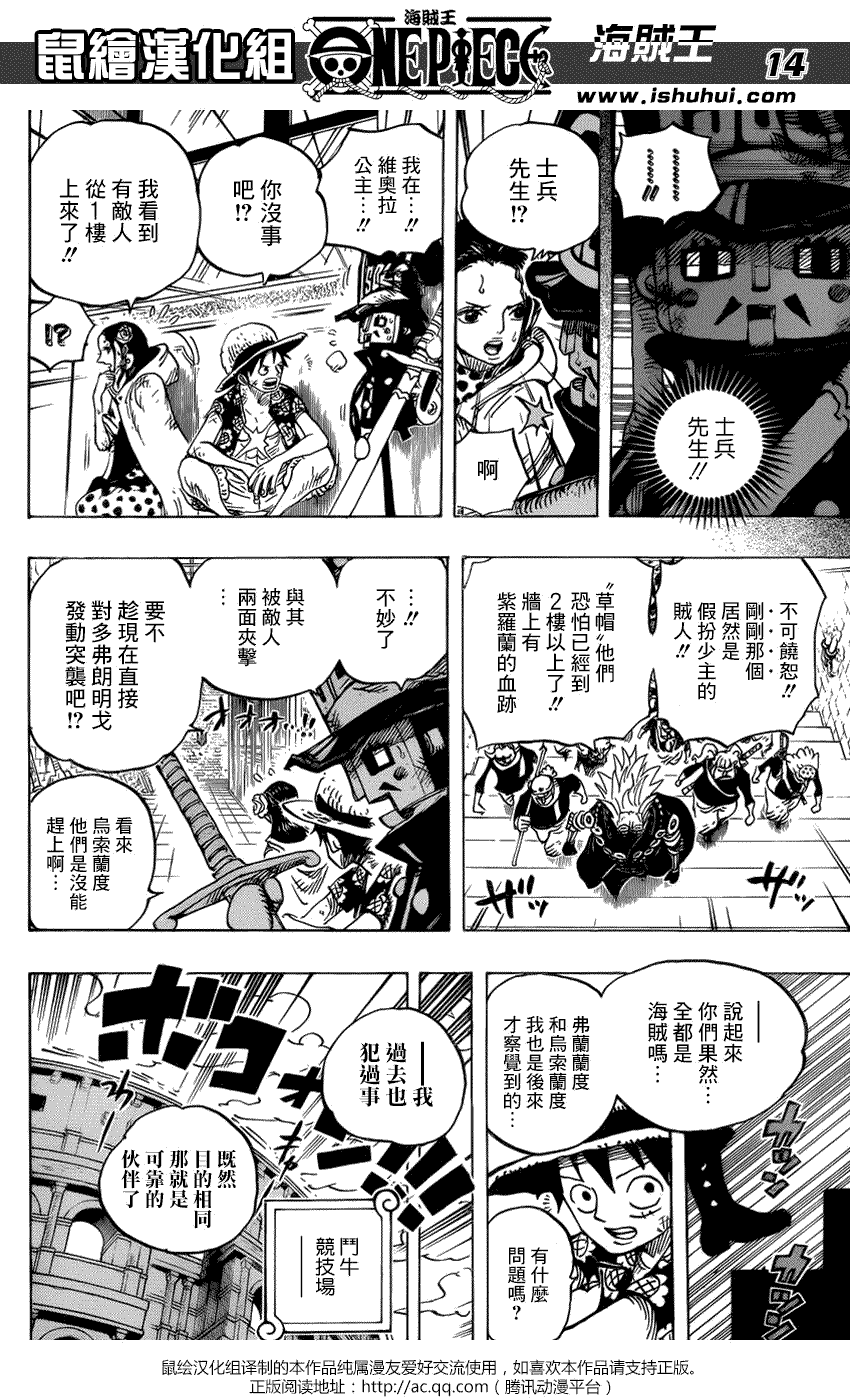 鼠繪漢化組
海賊王
ONE PIECE
海賊王
14
www.ishuhui.com
……!!
士兵
先生!!
士兵
先生!?
啊
我在…!!
維奧拉
公主…!!
你沒事
吧!?
我看到
有敵人
從1樓
上來了!!
!?
不可饒恕!!
剛剛那個
居然是
假扮少主的
賊人!!
〝草帽〞他們
恐怕已經到
2樓以上了!!
牆上有
紫羅蘭的血跡
ザッ
ザッ
…!!
不妙了
與其
被敵人
兩面夾擊
…
要不
趁現在直接
對多弗朗明戈
發動突襲吧!?
オオオ…
看來
烏索蘭度
他們是沒能
趕上啊…
——
說起來
你們果然…
全都是
海賊嗎…
弗蘭蘭度
和烏索蘭度
我也是後來
才察覺到的…
有什麼
問題嗎?
——我
過去也
犯過事
既然
目的相同
那就是
可靠的
伙伴了
鬥牛
競技場
——
鼠绘汉化组译制的本作品纯属漫友爱好交流使用，如喜欢本作品请支持正版。
正版阅读地址：http://ac.qq.com（腾讯动漫平台）